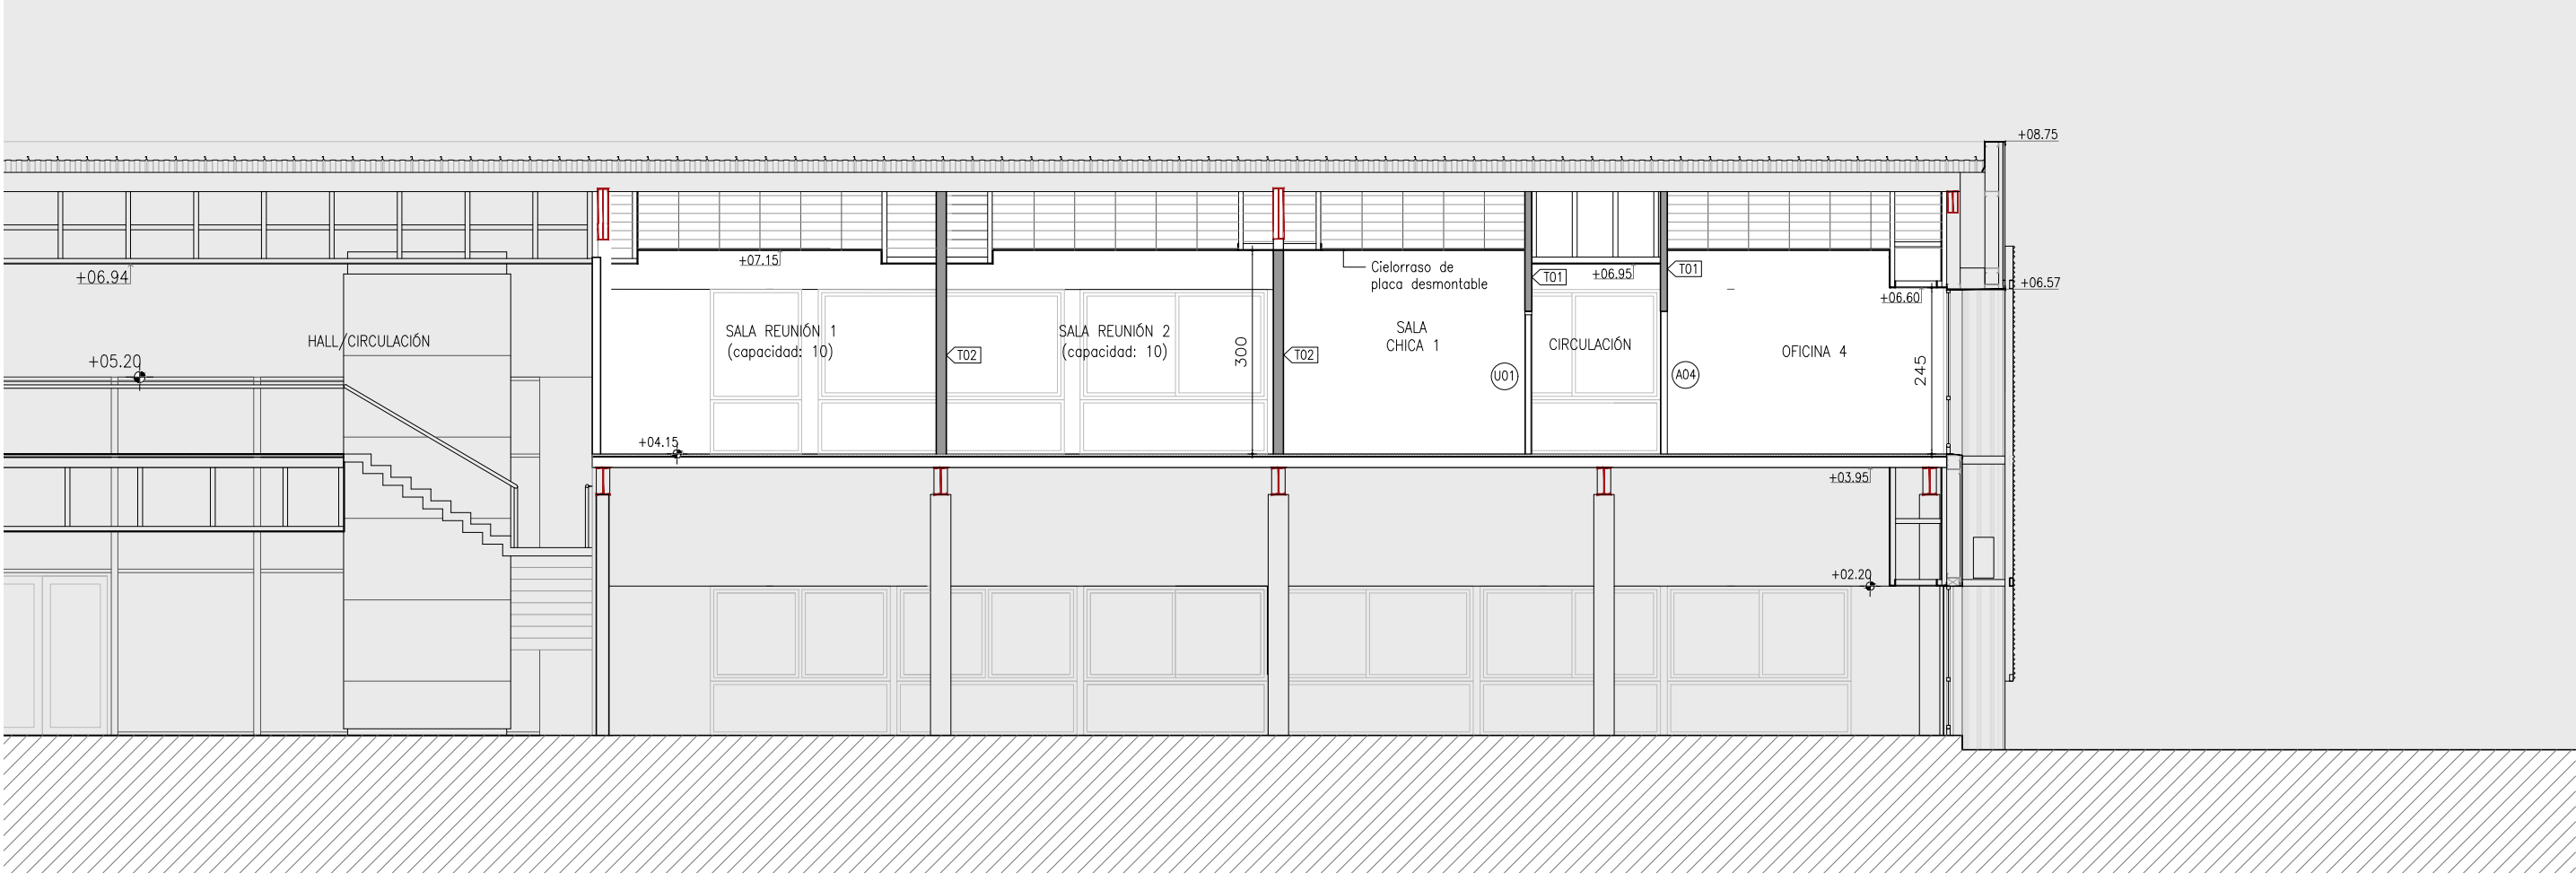 +08.75
+07.15
+06.94
Cielorraso de
placa desmontable
T01
+06.95
T01
+06.60
+06.57
HALL/CIRCULACIÓN
+05.20
SALA REUNIÓN 1
(capacidad: 10)
T02
SALA REUNIÓN 2
(capacidad: 10)
300
T02
SALA
CHICA 1
U01
CIRCULACIÓN
A04
OFICINA 4
245
+04.15
+03.95
+02.20